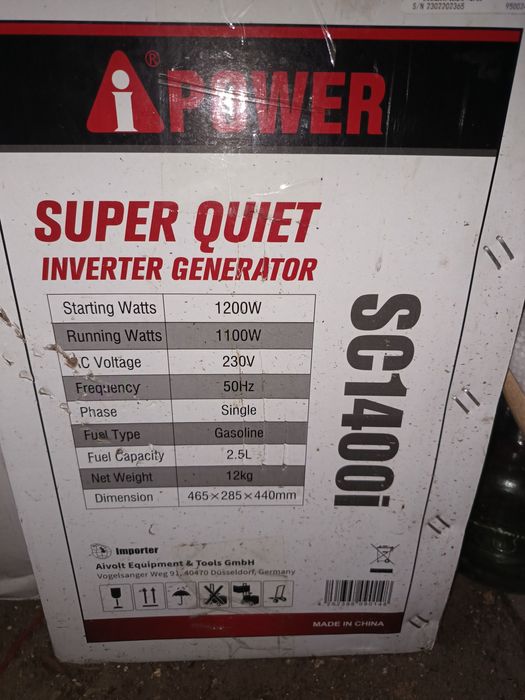 S/N 2302202365
iPOWER®
SUPER QUIET
INVERTER GENERATOR
Starting Watts 1200W
Running Watts 1100W
AC Voltage 230V
Frequency 50Hz
Phase Single
Fuel Type Gasoline
Fuel Capacity 2.5L
Net Weight 12kg
Dimension 465×285×440mm
SC1400i
Importer
Aivolt Equipment & Tools GmbH
Vogelsanger Weg 91, 40470 Düsseldorf, Germany
MADE IN CHINA